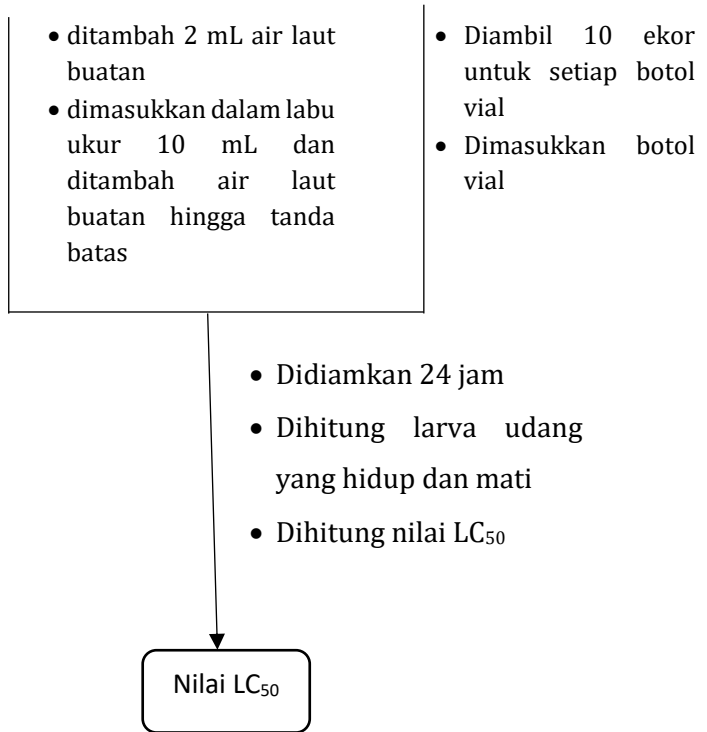 • ditambah 2 mL air laut
buatan
• dimasukkan dalam labu
ukur 10 mL dan
ditambah air laut
buatan hingga tanda
batas
• Diambil 10 ekor
untuk setiap botol
vial
• Dimasukkan botol
vial
• Didiamkan 24 jam
• Dihitung larva udang
yang hidup dan mati
• Dihitung nilai LC₅₀
Nilai LC₅₀